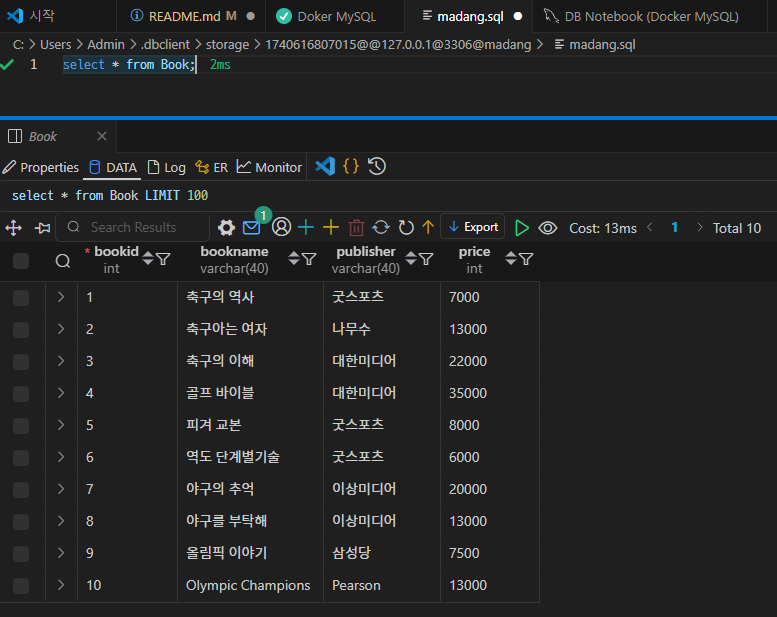 시작 README.md M Doker MySQL madang.sql DB Notebook (Docker MySQL)
C: > Users > Admin > .dbclient > storage > 1740616807015@@127.0.0.1@3306@madang > madang.sql
1 select * from Book; 2ms
Book
Properties DATA Log ER Monitor {}
select * from Book LIMIT 100
Search Results 1 Export Cost: 13ms < 1 > Total 10
* bookid bookname publisher price
int varchar(40) varchar(40) int
1 축구의 역사 굿스포츠 7000
2 축구아는 여자 나무수 13000
3 축구의 이해 대한미디어 22000
4 골프 바이블 대한미디어 35000
5 피겨 교본 굿스포츠 8000
6 역도 단계별기술 굿스포츠 6000
7 야구의 추억 이상미디어 20000
8 야구를 부탁해 이상미디어 13000
9 올림픽 이야기 삼성당 7500
10 Olympic Champions Pearson 13000